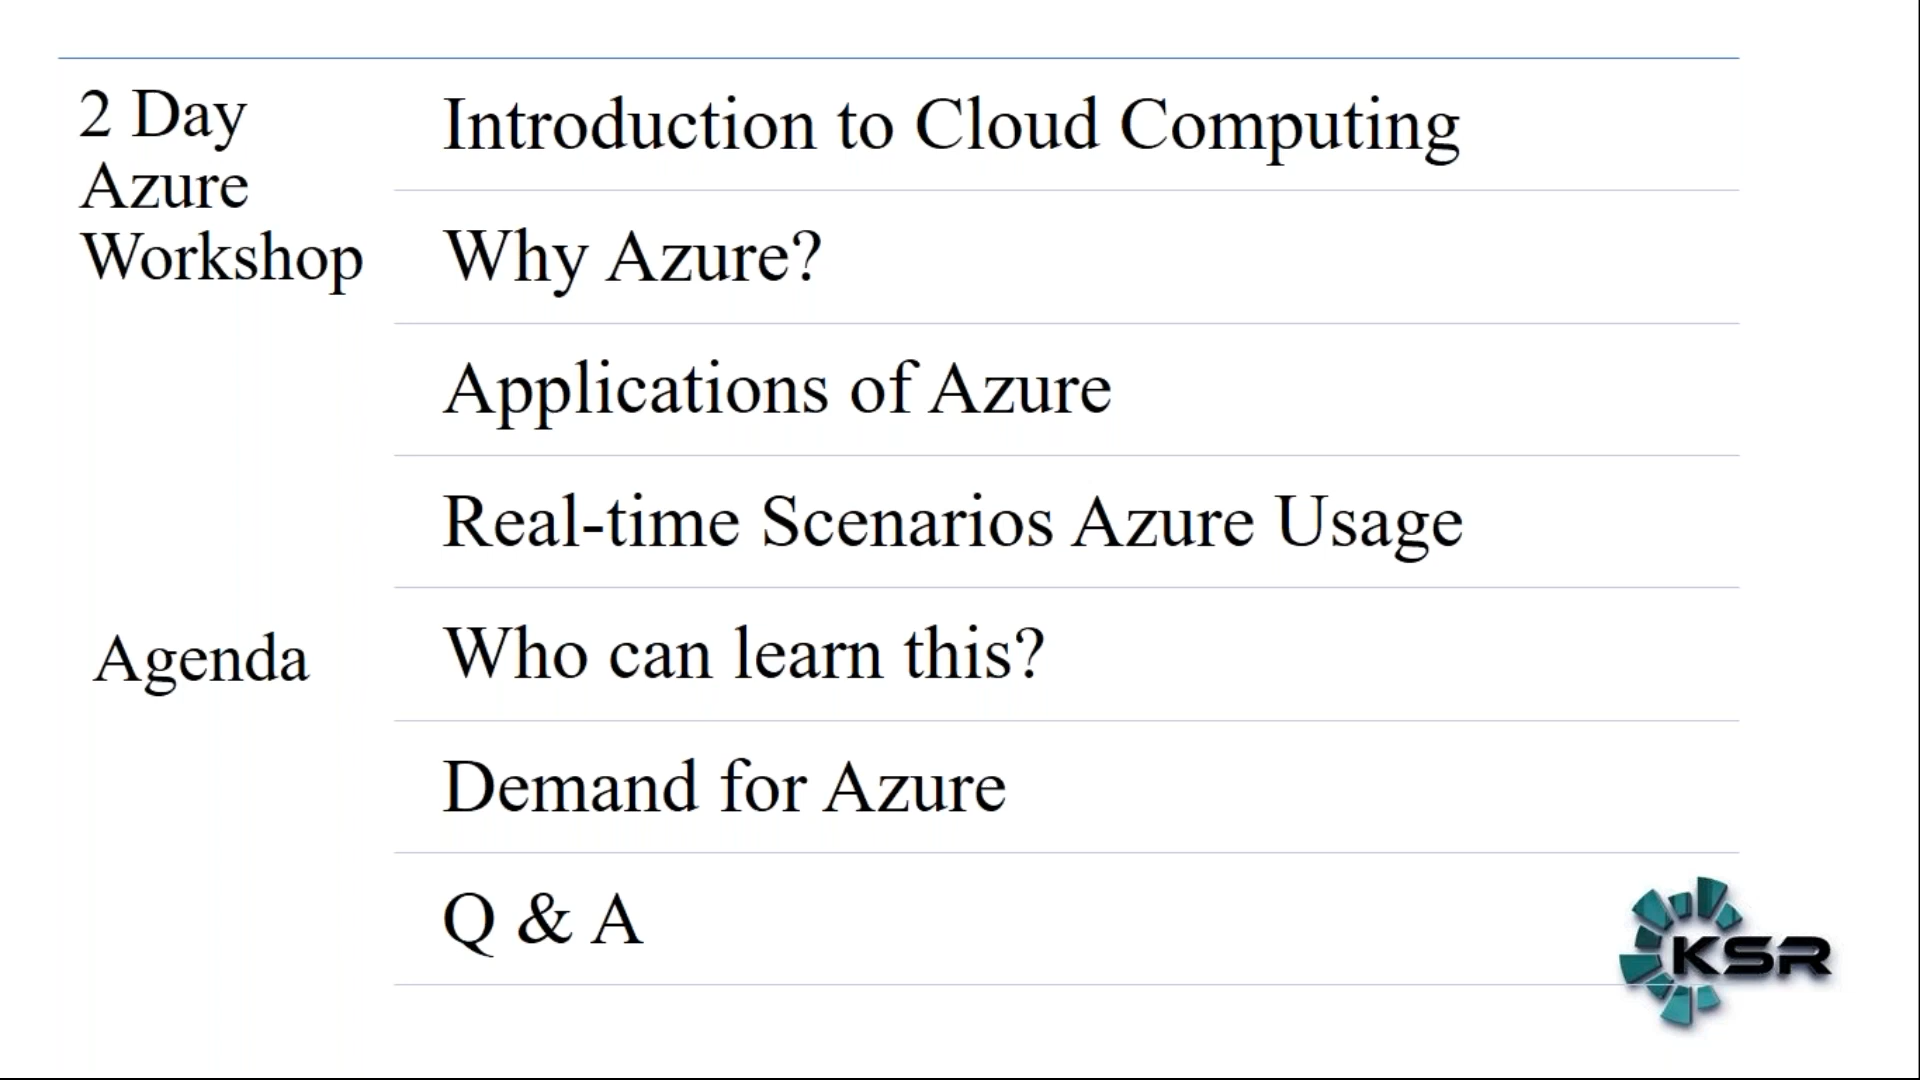 2 Day
Azure
Workshop
Agenda
Introduction to Cloud Computing
Why Azure?
Applications of Azure
Real-time Scenarios Azure Usage
Who can learn this?
Demand for Azure
Q & A
KSR